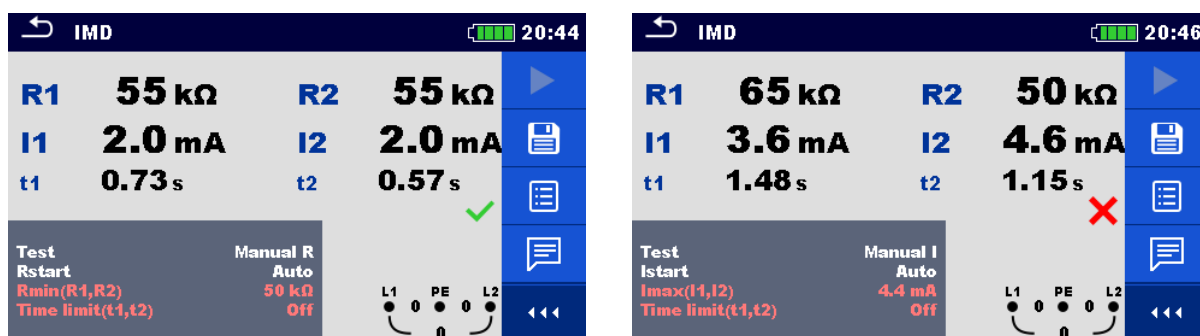 IMD 20:44
R1 55 kΩ R2 55 kΩ
I1 2.0 mA I2 2.0 mA
t1 0.73 s t2 0.57 s
Test Manual R
Rstart Auto
Rmin(R1,R2) 50 kΩ
Time limit(t1,t2) Off
L1 PE L2
0 0
0
IMD 20:46
R1 65 kΩ R2 50 kΩ
I1 3.6 mA I2 4.6 mA
t1 1.48 s t2 1.15 s
Test Manual I
Istart Auto
Imax(I1,I2) 4.4 mA
Time limit(t1,t2) Off
L1 PE L2
0 0
0